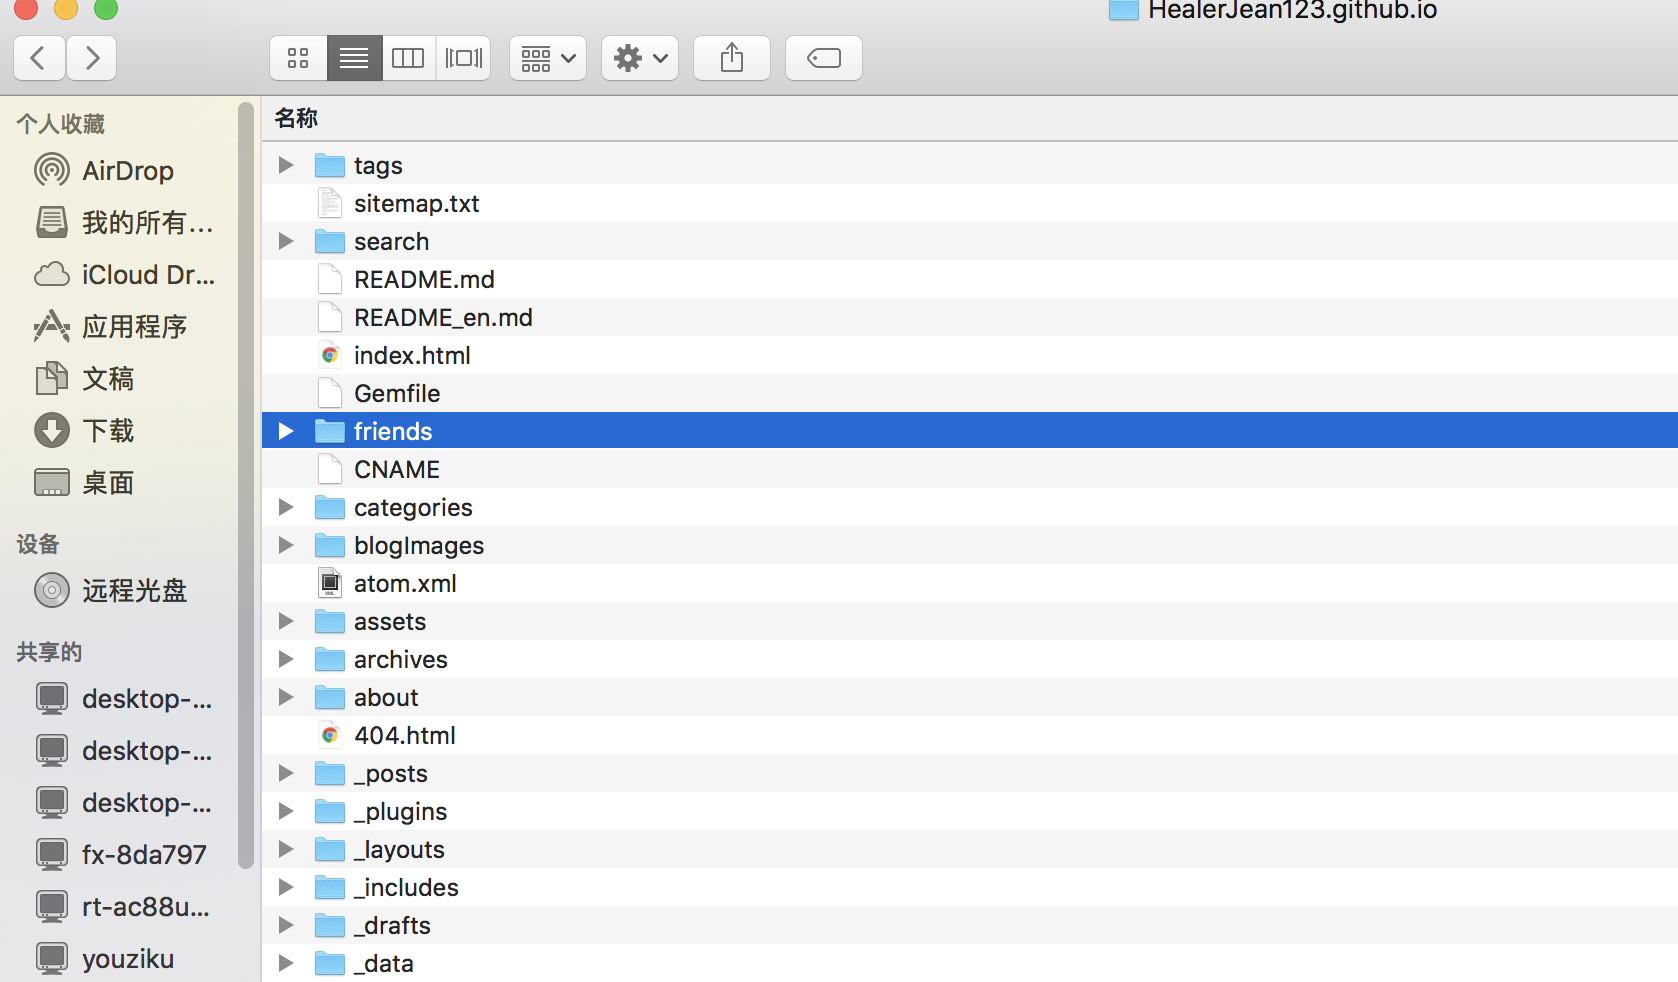 HealerJean123.github.io
个人收藏
AirDrop
我的所有...
iCloud Dr...
应用程序
文稿
下载
桌面
设备
远程光盘
共享的
desktop-...
desktop-...
desktop-...
fx-8da797
rt-ac88u...
youziku
名称
tags
sitemap.txt
search
README.md
README_en.md
index.html
Gemfile
friends
CNAME
categories
blogImages
atom.xml
assets
archives
about
404.html
_posts
_plugins
_layouts
_includes
_drafts
_data